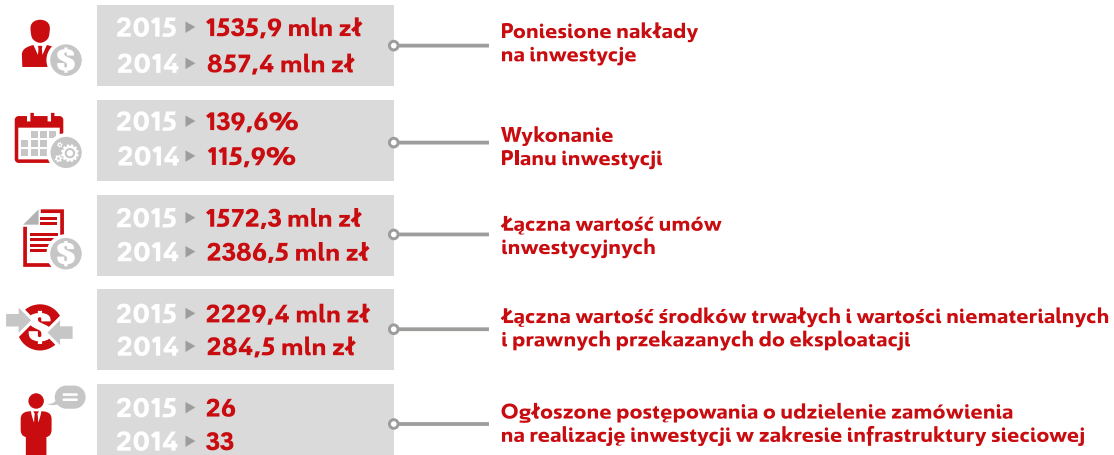 2015 ▸ 1535,9 mln zł
2014 ▸ 857,4 mln zł
Poniesione nakłady
na inwestycje
2015 ▸ 139,6%
2014 ▸ 115,9%
Wykonanie
Planu inwestycji
2015 ▸ 1572,3 mln zł
2014 ▸ 2386,5 mln zł
Łączna wartość umów
inwestycyjnych
2015 ▸ 2229,4 mln zł
2014 ▸ 284,5 mln zł
Łączna wartość środków trwałych i wartości niematerialnych
i prawnych przekazanych do eksploatacji
2015 ▸ 26
2014 ▸ 33
Ogłoszone postępowania o udzielenie zamówienia
na realizację inwestycji w zakresie infrastruktury sieciowej